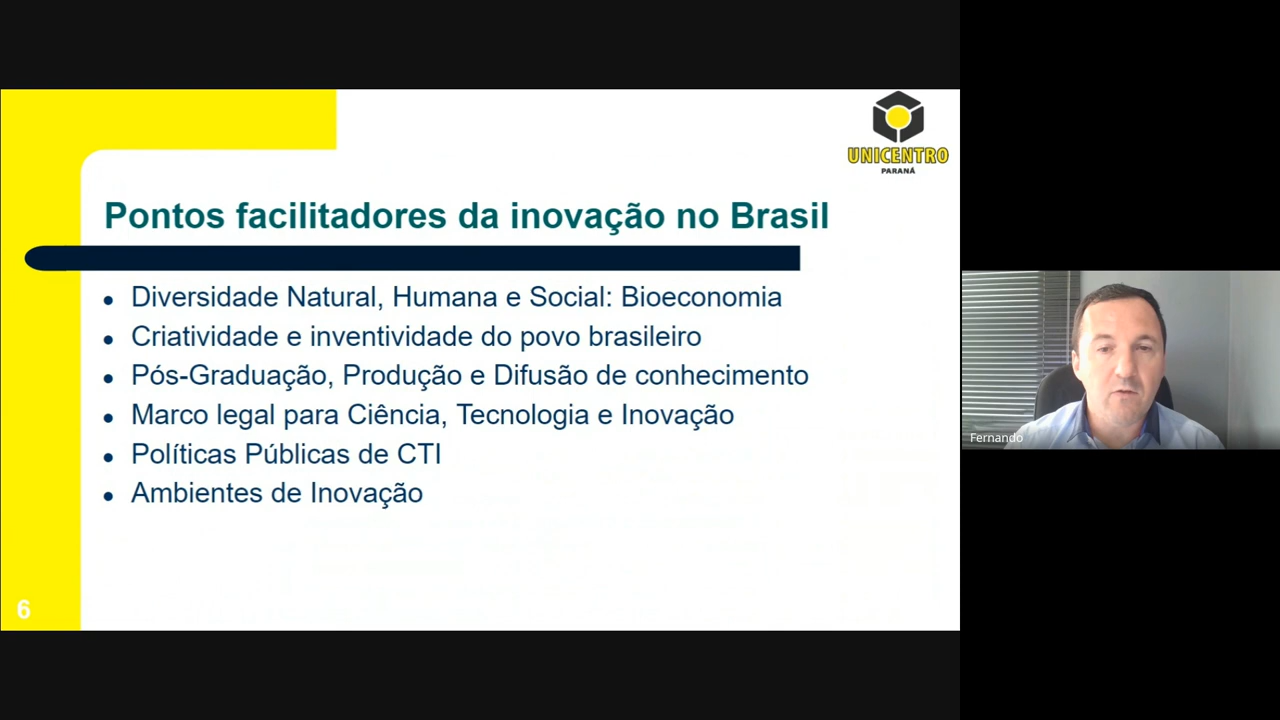 UNICENTRO
PARANÁ
Pontos facilitadores da inovação no Brasil
• Diversidade Natural, Humana e Social: Bioeconomia
• Criatividade e inventividade do povo brasileiro
• Pós-Graduação, Produção e Difusão de conhecimento
• Marco legal para Ciência, Tecnologia e Inovação
• Políticas Públicas de CTI
• Ambientes de Inovação
6
Fernando